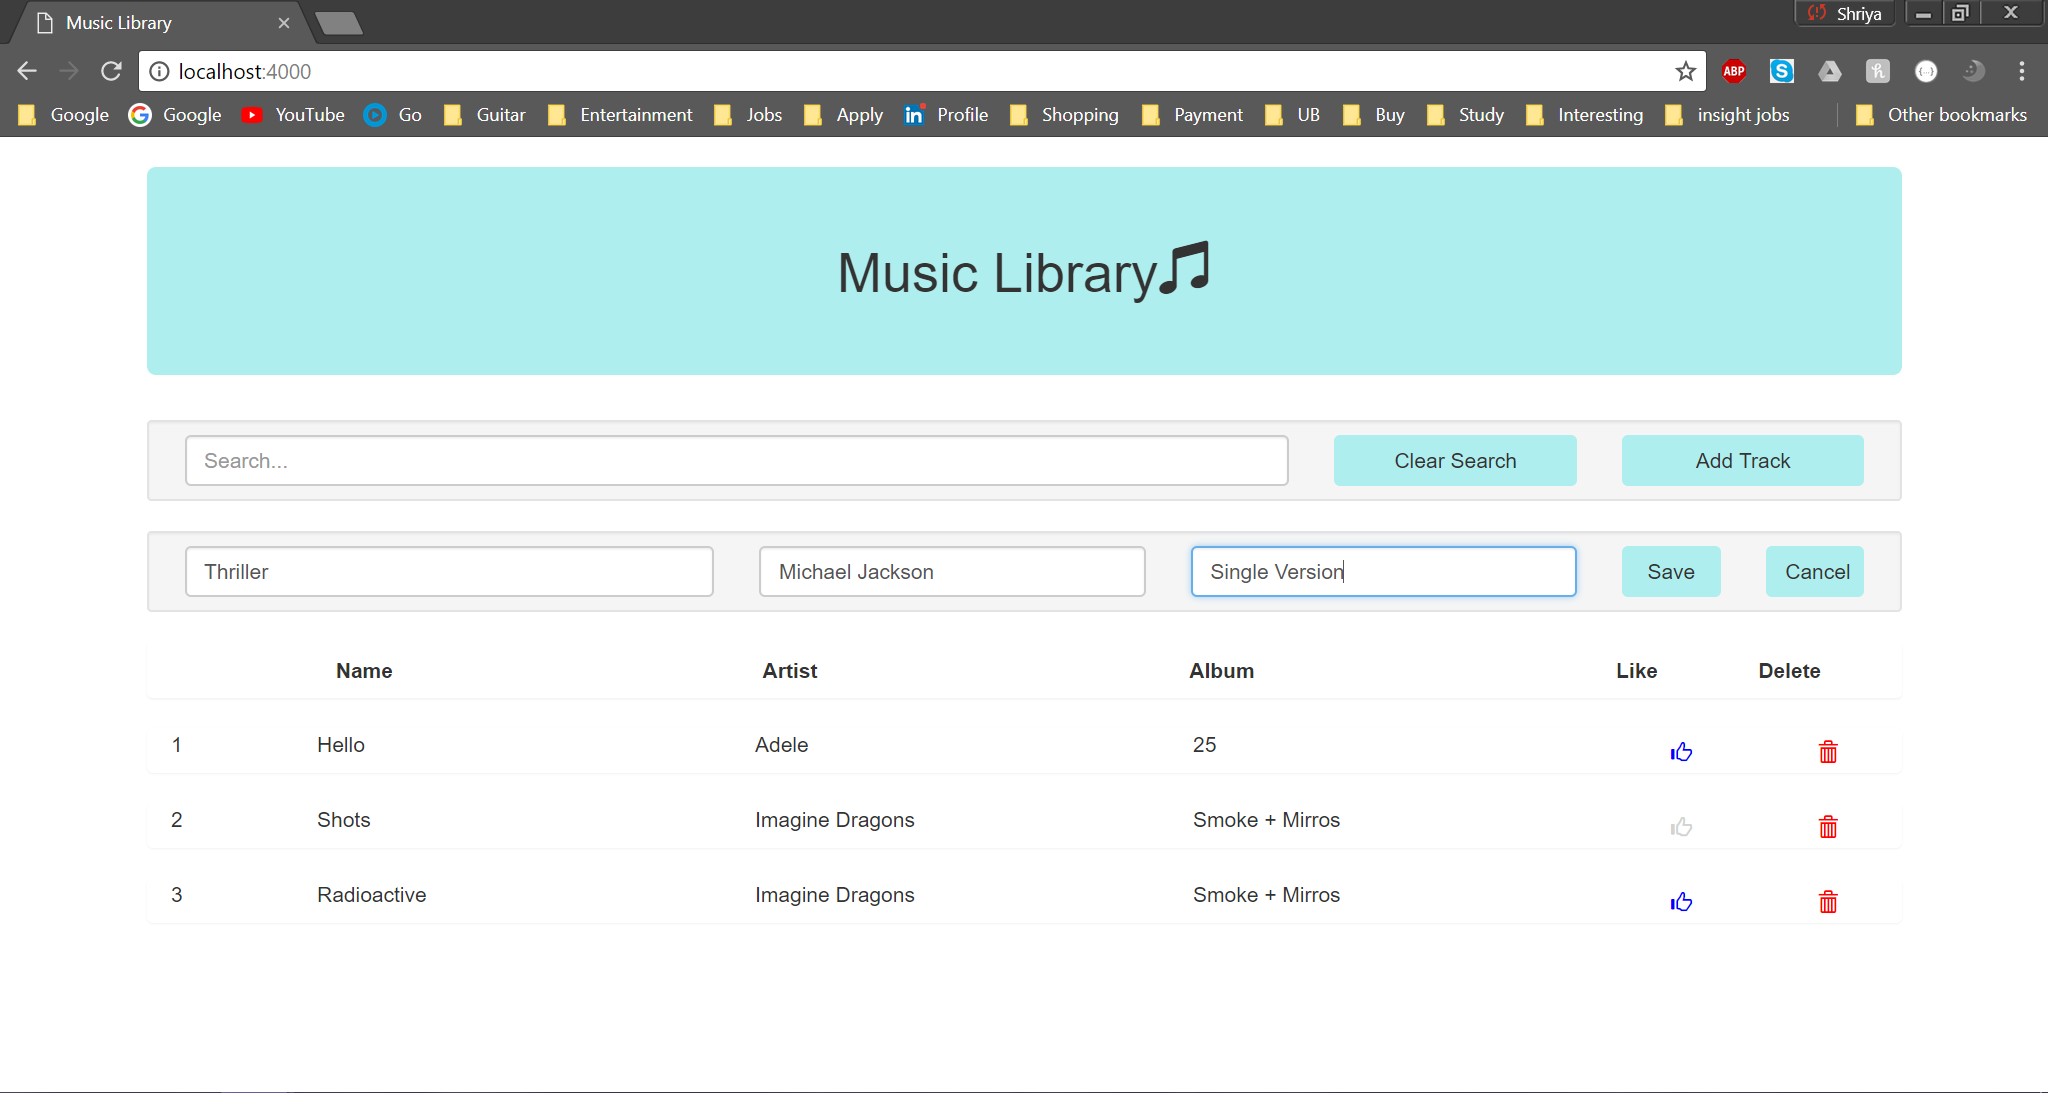 Music Library
Shriya
localhost:4000
ABP
Google Google YouTube Go Guitar Entertainment Jobs Apply Profile Shopping Payment UB Buy Study Interesting insight jobs Other bookmarks
Music Library
Search... Clear Search Add Track
Thriller Michael Jackson Single Version Save Cancel
Name Artist Album Like Delete
1 Hello Adele 25
2 Shots Imagine Dragons Smoke + Mirros
3 Radioactive Imagine Dragons Smoke + Mirros